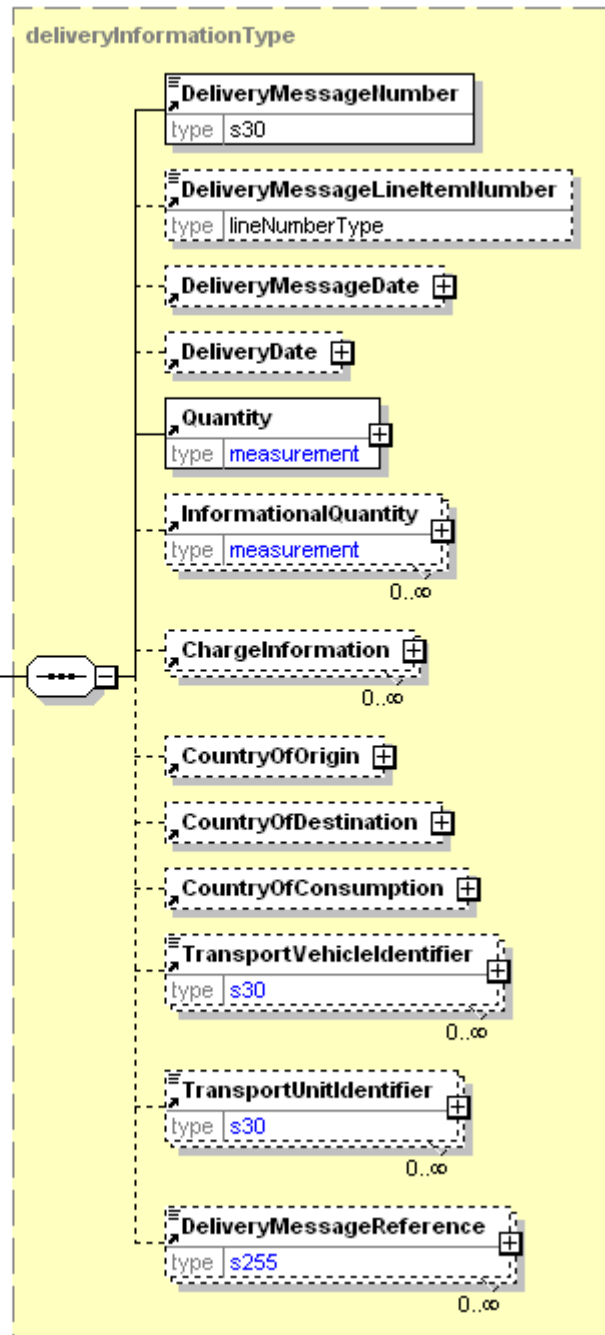 deliveryInformationType
DeliveryMessageNumber
type s30
DeliveryMessageLineItemNumber
type lineNumberType
DeliveryMessageDate
DeliveryDate
Quantity
type measurement
InformationalQuantity
type measurement
0..∞
ChargeInformation
0..∞
CountryOfOrigin
CountryOfDestination
CountryOfConsumption
TransportVehicleIdentifier
type s30
0..∞
TransportUnitIdentifier
type s30
0..∞
DeliveryMessageReference
type s255
0..∞